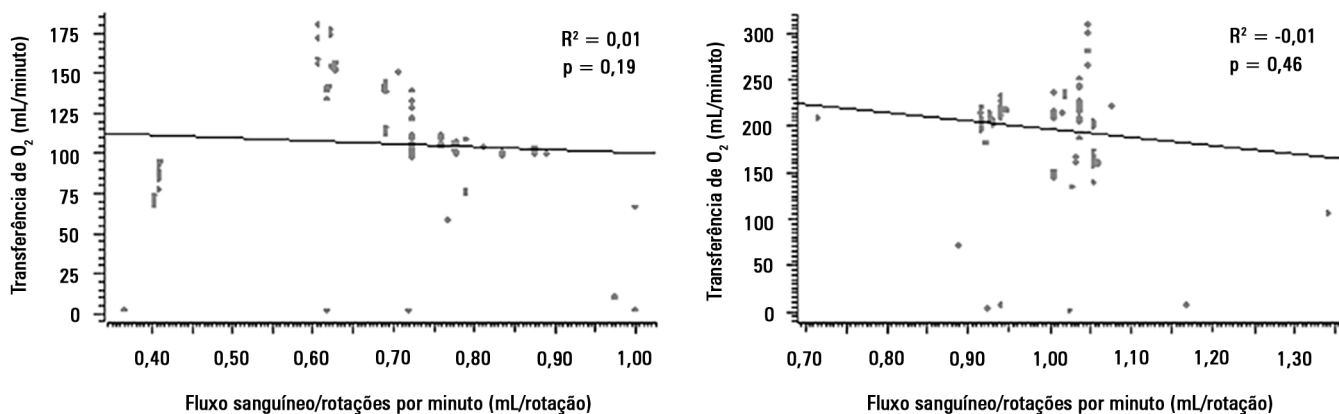 Transferência de O2 (mL/minuto)
175
150
125
100
75
50
25
0
R² = 0,01
p = 0,19
0,40 0,50 0,60 0,70 0,80 0,90 1,00
Fluxo sanguíneo/rotações por minuto (mL/rotação)
Transferência de O2 (mL/minuto)
300
250
200
150
100
50
0
R² = -0,01
p = 0,46
0,70 0,80 0,90 1,00 1,10 1,20 1,30
Fluxo sanguíneo/rotações por minuto (mL/rotação)